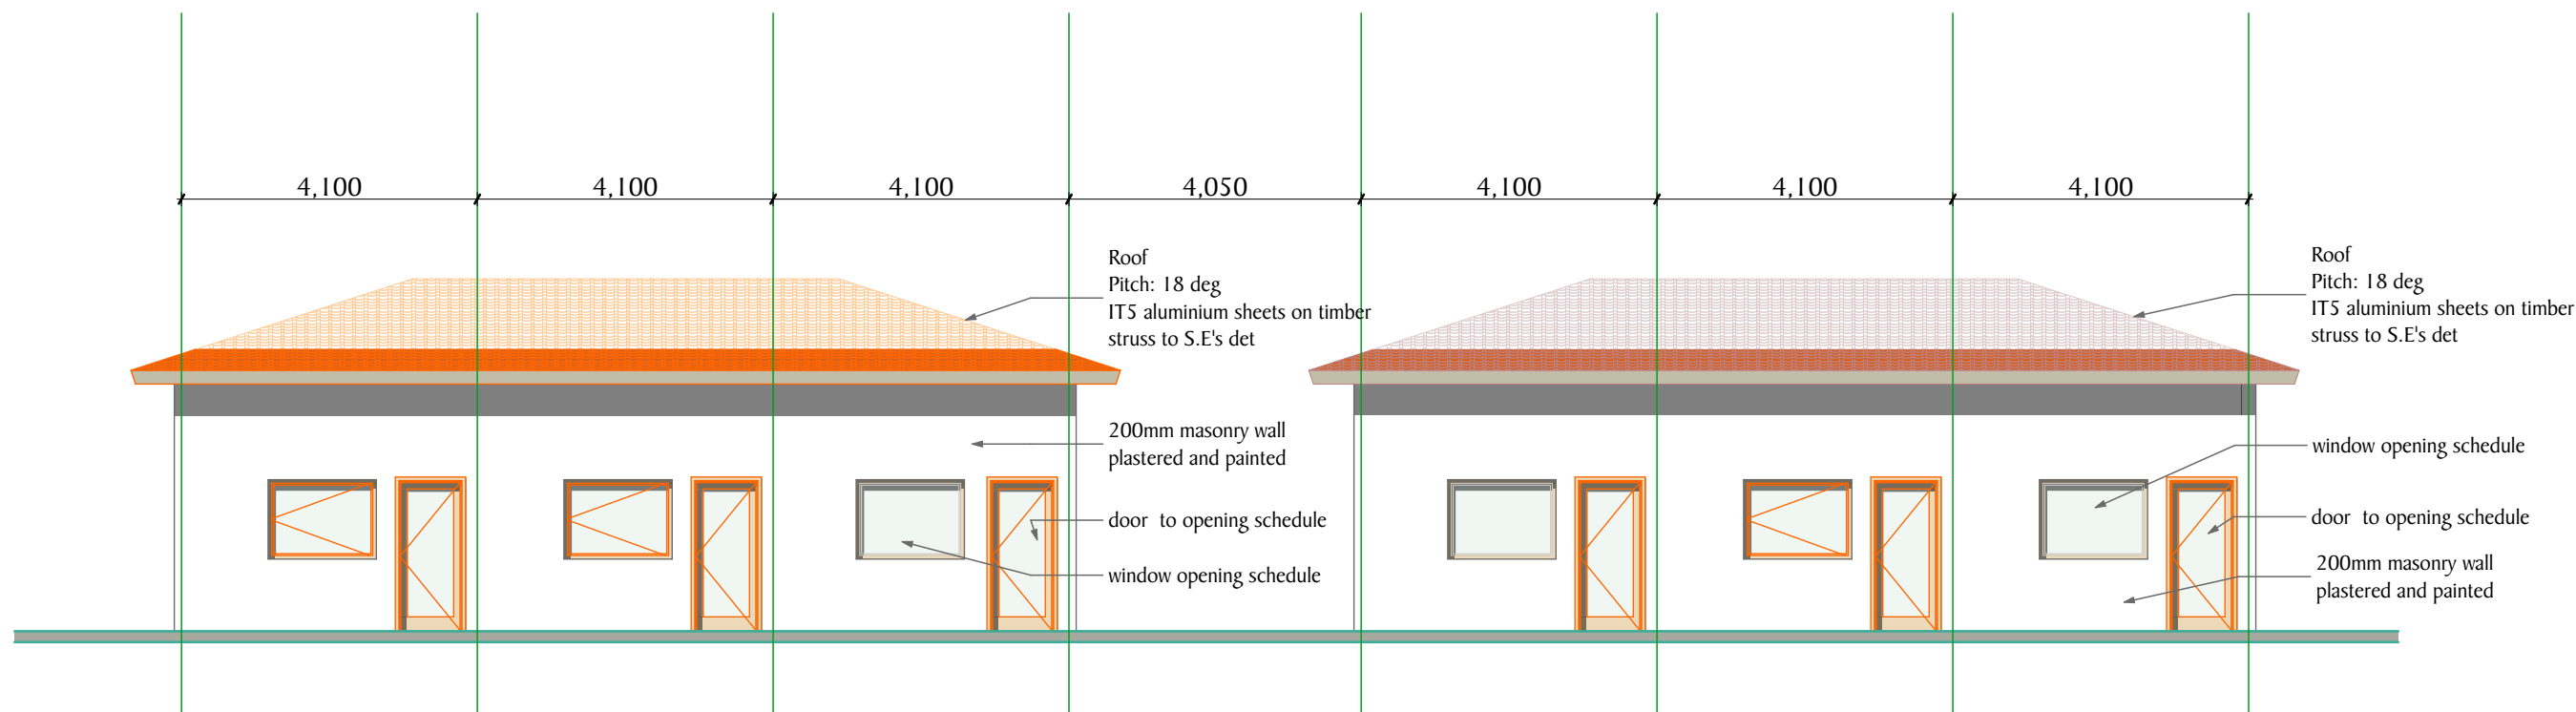 4,100
4,100
4,100
4,050
4,100
4,100
4,100
Roof
Pitch: 18 deg
IT5 aluminium sheets on timber
struss to S.E's det
200mm masonry wall
plastered and painted
door to opening schedule
window opening schedule
Roof
Pitch: 18 deg
IT5 aluminium sheets on timber
struss to S.E's det
window opening schedule
door to opening schedule
200mm masonry wall
plastered and painted